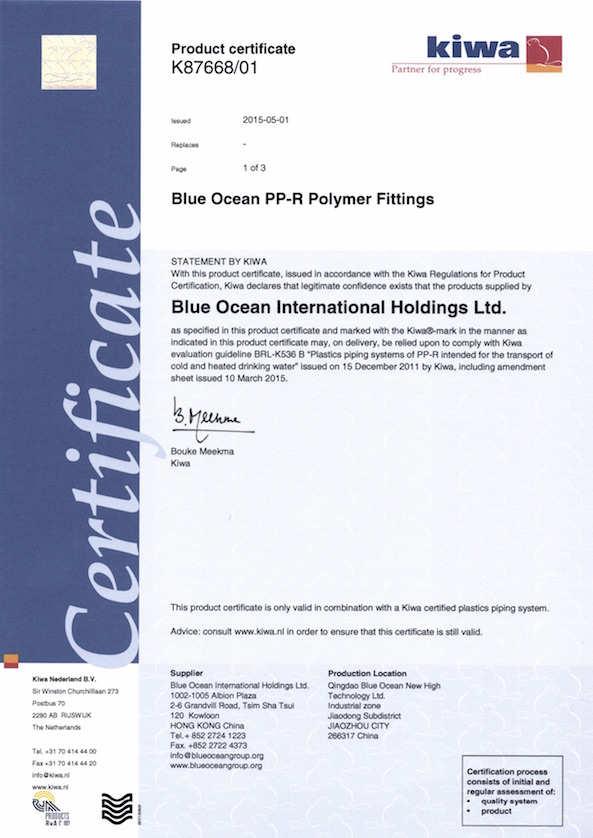 Certificate
Product certificate
K87668/01
kiwa
Partner for progress
Issued 2015-05-01
Replaces -
Page 1 of 3
Blue Ocean PP-R Polymer Fittings
STATEMENT BY KIWA
With this product certificate, issued in accordance with the Kiwa Regulations for Product
Certification, Kiwa declares that legitimate confidence exists that the products supplied by
Blue Ocean International Holdings Ltd.
as specified in this product certificate and marked with the Kiwa®-mark in the manner as
indicated in this product certificate may, on delivery, be relied upon to comply with Kiwa
evaluation guideline BRL-K536 B "Plastics piping systems of PP-R intended for the transport of
cold and heated drinking water" issued on 15 December 2011 by Kiwa, including amendment
sheet issued 10 March 2015.
B. Meekma
Bouke Meekma
Kiwa
This product certificate is only valid in combination with a Kiwa certified plastics piping system.
Advice: consult www.kiwa.nl in order to ensure that this certificate is still valid.
Kiwa Nederland B.V.
Sir Winston Churchilllaan 273
Postbus 70
2280 AB RIJSWIJK
The Netherlands
Tel. +31 70 414 44 00
Fax +31 70 414 44 20
info@kiwa.nl
www.kiwa.nl
PRODUCTS
RvA C 007
Supplier
Blue Ocean International Holdings Ltd.
1002-1005 Albion Plaza
2-6 Grandvill Road, Tsim Sha Tsui
120 Kowloon
HONG KONG China
Tel.+ 852 2724 1223
Fax. +852 2722 4373
info@blueoceangroup.org
www.blueoceangroup.org
Production Location
Qingdao Blue Ocean New High
Technology Ltd.
Industrial zone
Jiaodong Subdistrict
JIAOZHOU CITY
266317 China
Certification process
consists of initial and
regular assessment of:
• quality system
• product